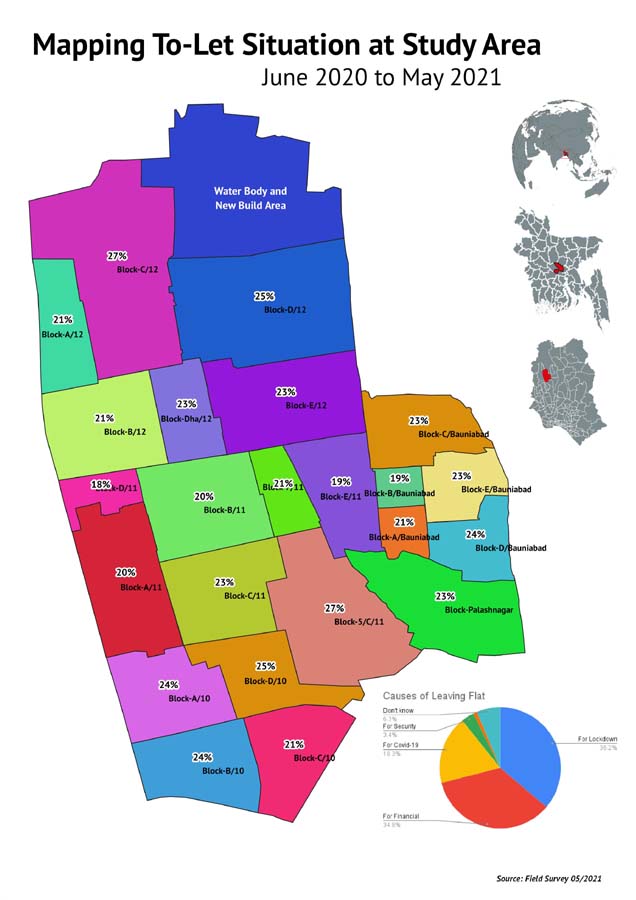 Mapping To-Let Situation at Study Area
June 2020 to May 2021
Water Body and
New Build Area
27%
Block-C/12
25%
Block-D/12
21%
Block-A/12
23%
Block-E/12
23%
Block-Dha/12
21%
Block-B/12
23%
Block-C/Bauniabad
18%
Block-D/11
20%
Block-B/11
21%
19%
Block-E/11
19%
Block-B/Bauniabad
23%
Block-E/Bauniabad
21%
Block-A/Bauniabad
24%
Block-D/Bauniabad
20%
Block-A/11
23%
Block-C/11
27%
Block-5/C/11
23%
Block-Palashnagar
24%
Block-A/10
25%
Block-D/10
24%
Block-B/10
21%
Block-C/10
Causes of Leaving Flat
Don't know
6.1%
For Security
3.4%
For Covid-19
18.3%
For Lockdown
36.2%
For Financial
34.8%
Source: Field Survey 05/2021